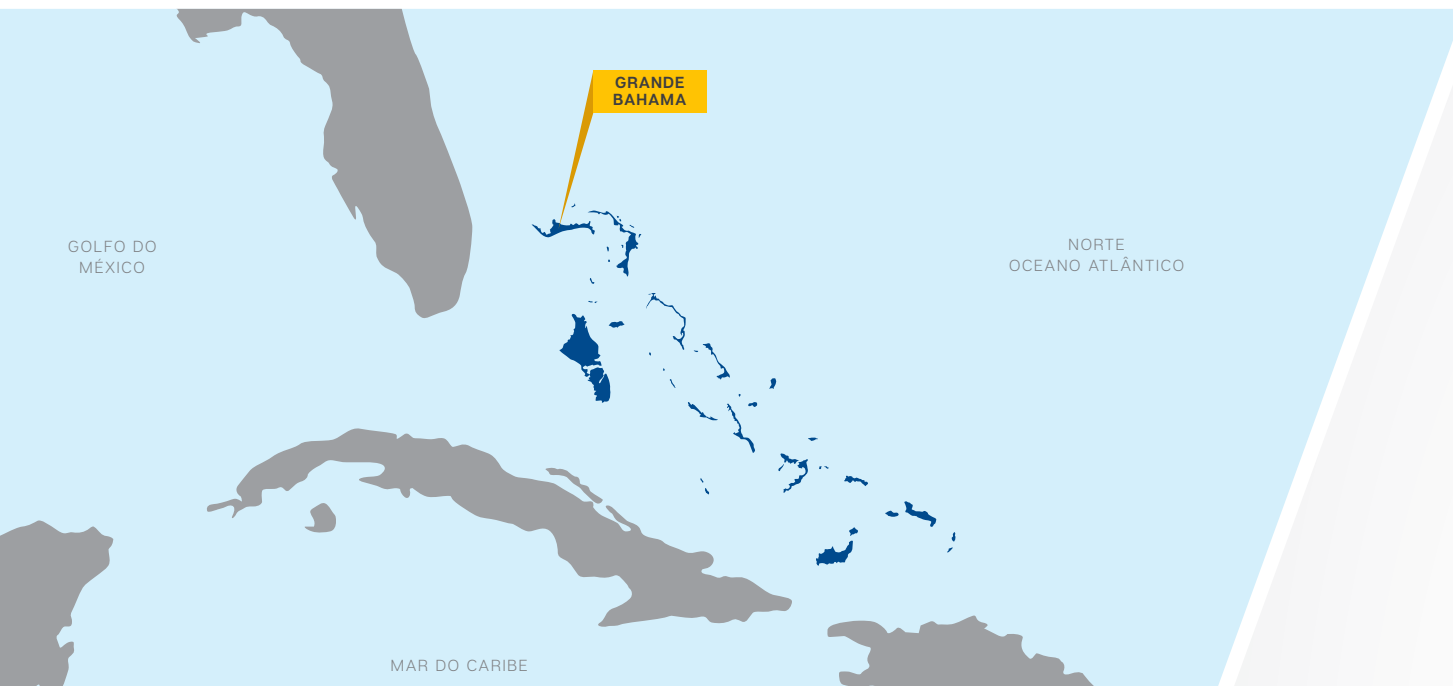 GRANDE
BAHAMA
GOLFO DO
MÉXICO
NORTE
OCEANO ATLÂNTICO
MAR DO CARIBE